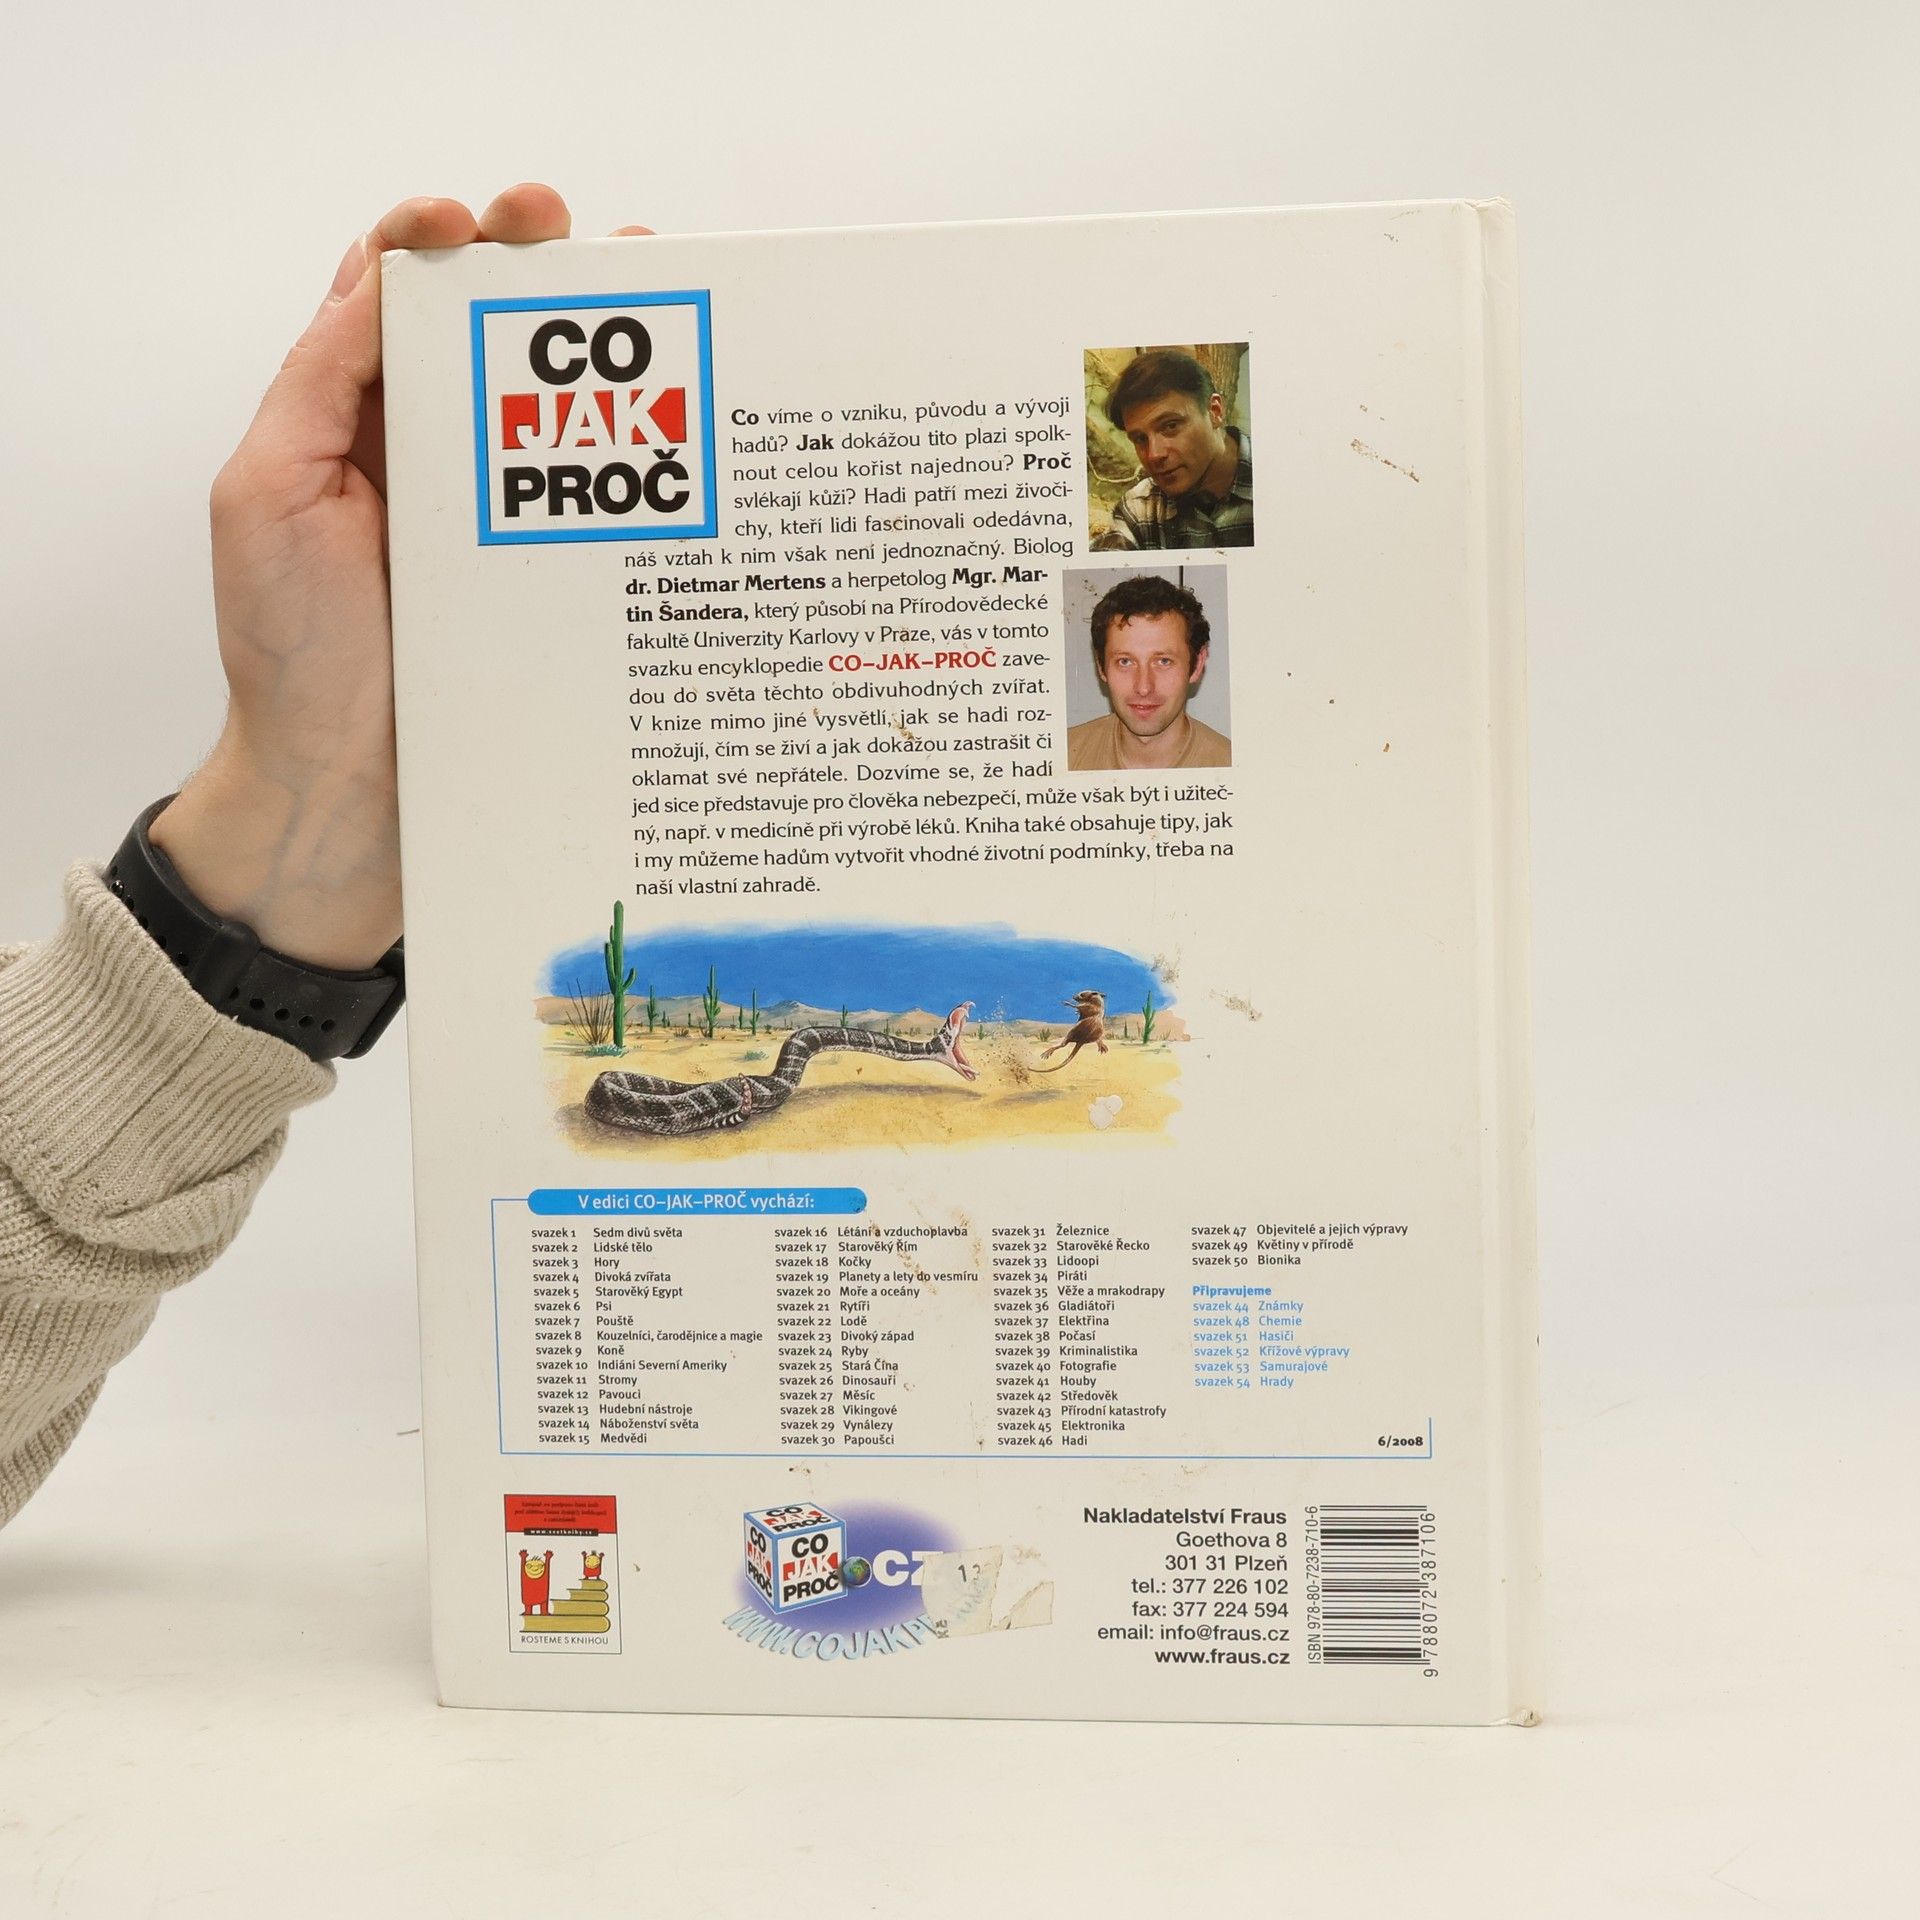 CO
JAK
PROČ
Co víme o vzniku, původu a vývoji
hadů? Jak dokážou tito plazi spolk-
nout celou kořist najednou? Proč
svlékají kůži? Hadi patří mezi živoči-
chy, kteří lidi fascinovali odedávna,
náš vztah k nim však není jednoznačný. Biolog
dr. Dietmar Mertens a herpetolog Mgr. Mar-
tin Šandera, který působí na Přírodovědecké
fakultě Univerzity Karlovy v Praze, vás v tomto
svazku encyklopedie CO–JAK–PROČ zave-
dou do světa těchto obdivuhodných zvířat.
V knize mimo jiné vysvětlí, jak se hadi roz-
množují, čím se živí a jak dokážou zastrašit či
oklamat své nepřátele. Dozvíme se, že hadí
jed sice představuje pro člověka nebezpečí, může však být i užiteč-
ný, např. v medicíně při výrobě léků. Kniha také obsahuje tipy, jak
i my můžeme hadům vytvořit vhodné životní podmínky, třeba na
naší vlastní zahradě.
V edici CO–JAK–PROČ vychází:
svazek 1 Sedm divů světa
svazek 2 Lidské tělo
svazek 3 Hory
svazek 4 Divoká zvířata
svazek 5 Starověký Egypt
svazek 6 Psi
svazek 7 Pouště
svazek 8 Kouzelníci, čarodějnice a magie
svazek 9 Koně
svazek 10 Indiáni Severní Ameriky
svazek 11 Stromy
svazek 12 Pavouci
svazek 13 Hudební nástroje
svazek 14 Náboženství světa
svazek 15 Medvědi
svazek 16 Létání a vzduchoplavba
svazek 17 Starověký Řím
svazek 18 Kočky
svazek 19 Planety a lety do vesmíru
svazek 20 Moře a oceány
svazek 21 Rytíři
svazek 22 Lodě
svazek 23 Divoký západ
svazek 24 Ryby
svazek 25 Stará Čína
svazek 26 Dinosauři
svazek 27 Měsíc
svazek 28 Vikingové
svazek 29 Vynálezy
svazek 30 Papoušci
svazek 31 Železnice
svazek 32 Starověké Řecko
svazek 33 Lidoopi
svazek 34 Piráti
svazek 35 Věže a mrakodrapy
svazek 36 Gladiátoři
svazek 37 Elektřina
svazek 38 Počasí
svazek 39 Kriminalistika
svazek 40 Fotografie
svazek 41 Houby
svazek 42 Středověk
svazek 43 Přírodní katastrofy
svazek 45 Elektronika
svazek 46 Hadi
svazek 47 Objevitelé a jejich výpravy
svazek 49 Květiny v přírodě
svazek 50 Bionika
Připravujeme
svazek 44 Známky
svazek 48 Chemie
svazek 51 Hasiči
svazek 52 Křížové výpravy
svazek 53 Samurajové
svazek 54 Hrady
6/2008
www.svetknihy.cz
ROSTEME S KNIHOU
CO
JAK
PROČ
CO
JAK
PROČ
CO
JAK
PROČ
.CZ
WWW.COJAKP
Kč
1
Nakladatelství Fraus
Goethova 8
301 31 Plzeň
tel.: 377 226 102
fax: 377 224 594
email: info@fraus.cz
www.fraus.cz
ISBN 978-80-7238-710-6
9 788072 387106